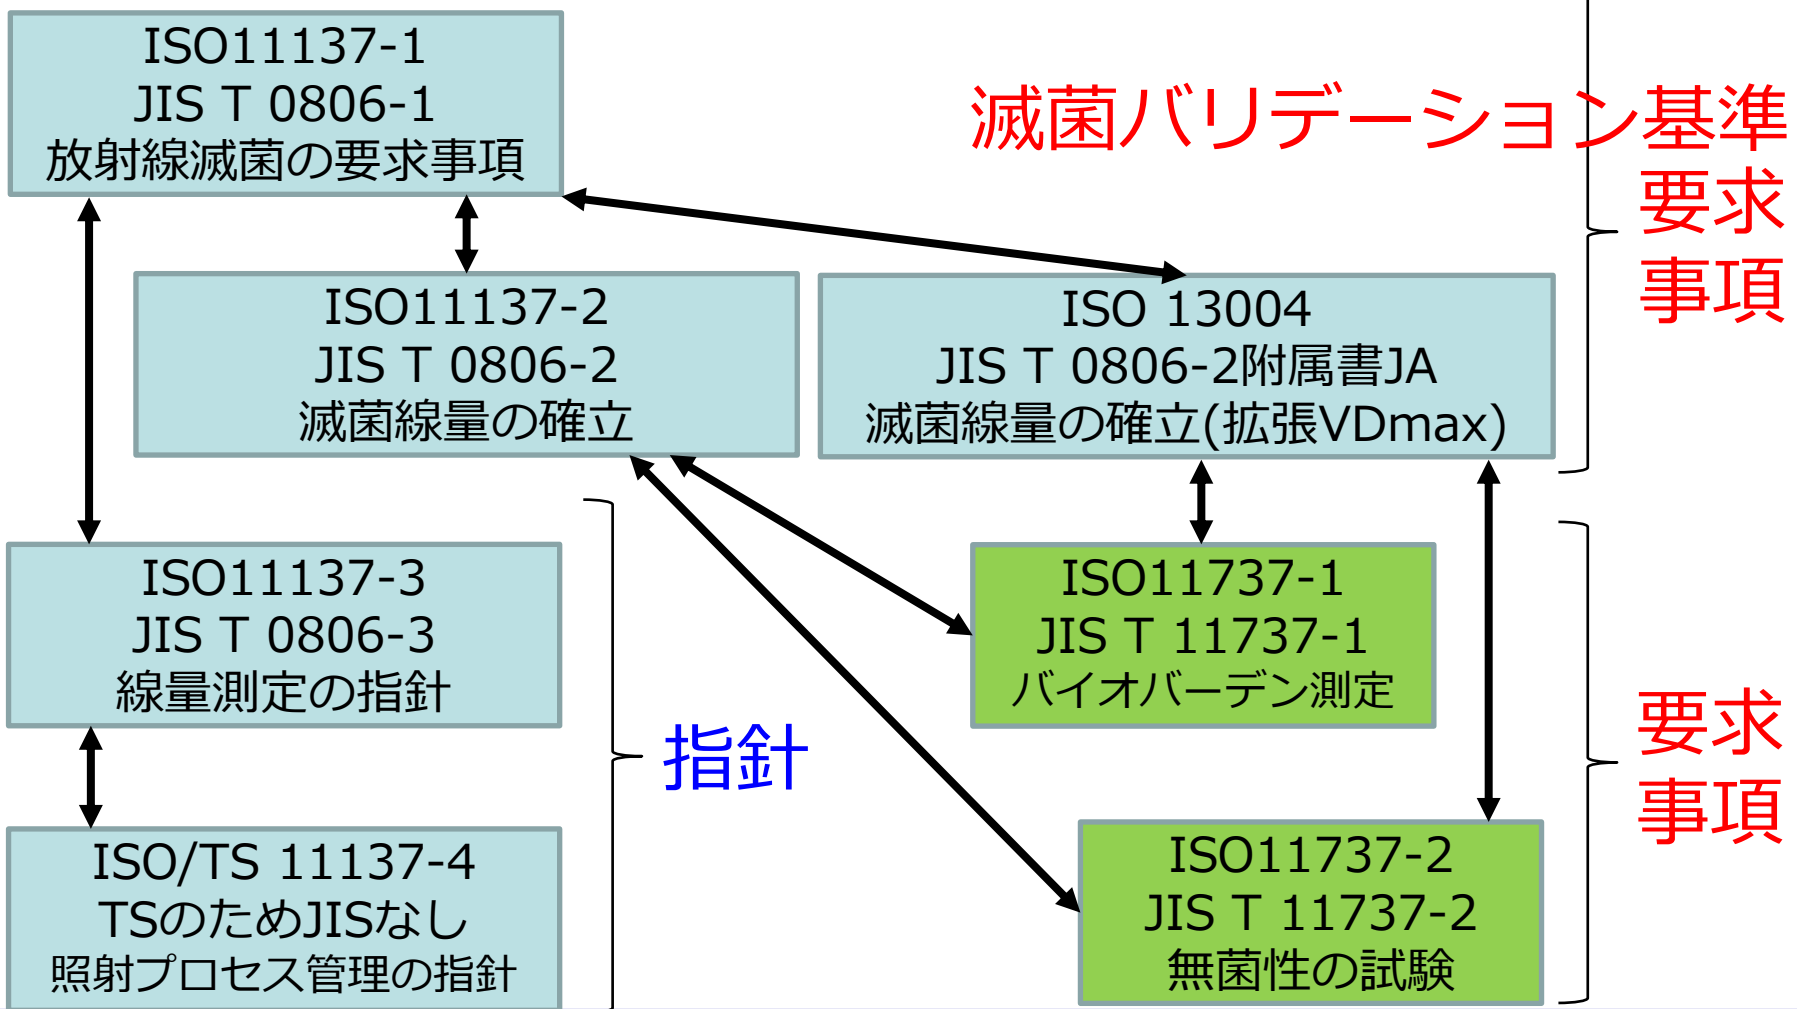 ISO11137-1
JIS T 0806-1
放射線滅菌の要求事項
滅菌バリデーション基準
要求
事項
ISO11137-2
JIS T 0806-2
滅菌線量の確立
ISO 13004
JIS T 0806-2附属書JA
滅菌線量の確立(拡張VDmax)
ISO11137-3
JIS T 0806-3
線量測定の指針
ISO11737-1
JIS T 11737-1
バイオバーデン測定
指針
要求
事項
ISO/TS 11137-4
TSのためJISなし
照射プロセス管理の指針
ISO11737-2
JIS T 11737-2
無菌性の試験